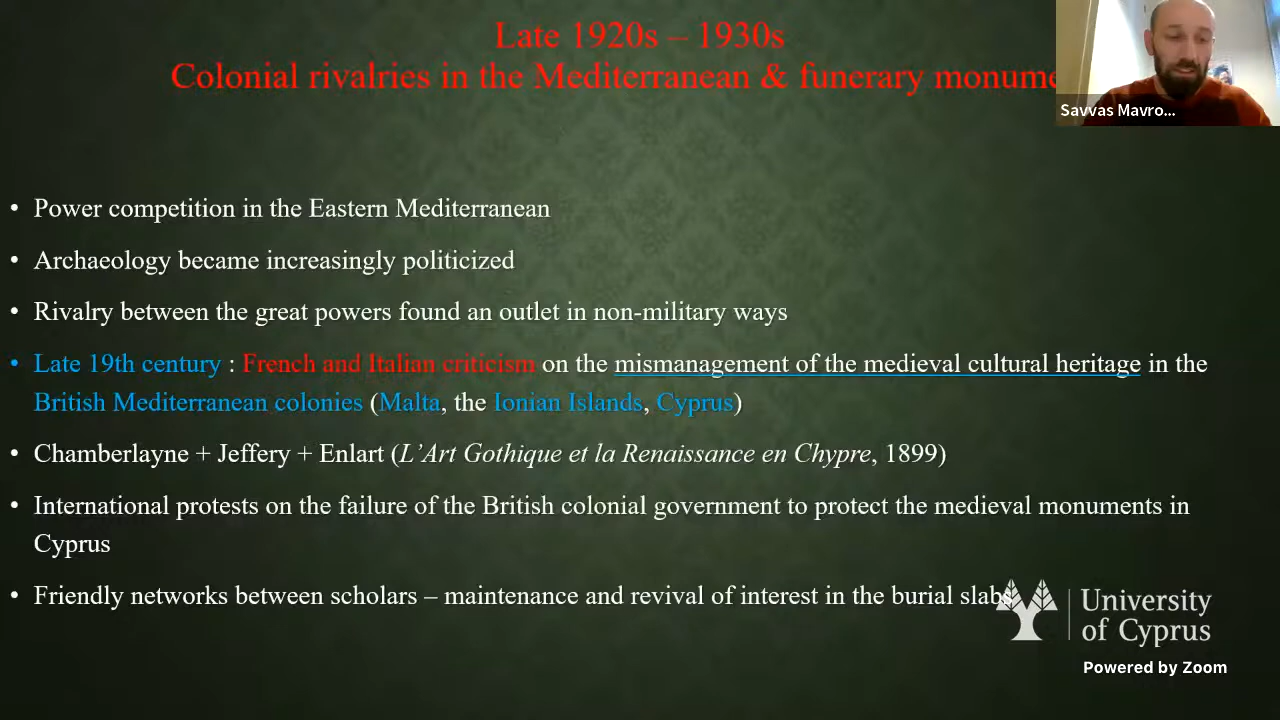 Late 1920s – 1930s
Colonial rivalries in the Mediterranean & funerary monume
Savvas Mavro...
• Power competition in the Eastern Mediterranean
• Archaeology became increasingly politicized
• Rivalry between the great powers found an outlet in non-military ways
• Late 19th century : French and Italian criticism on the mismanagement of the medieval cultural heritage in the
British Mediterranean colonies (Malta, the Ionian Islands, Cyprus)
• Chamberlayne + Jeffery + Enlart (L’Art Gothique et la Renaissance en Chypre, 1899)
• International protests on the failure of the British colonial government to protect the medieval monuments in
Cyprus
• Friendly networks between scholars – maintenance and revival of interest in the burial slabs
University
of Cyprus
Powered by Zoom